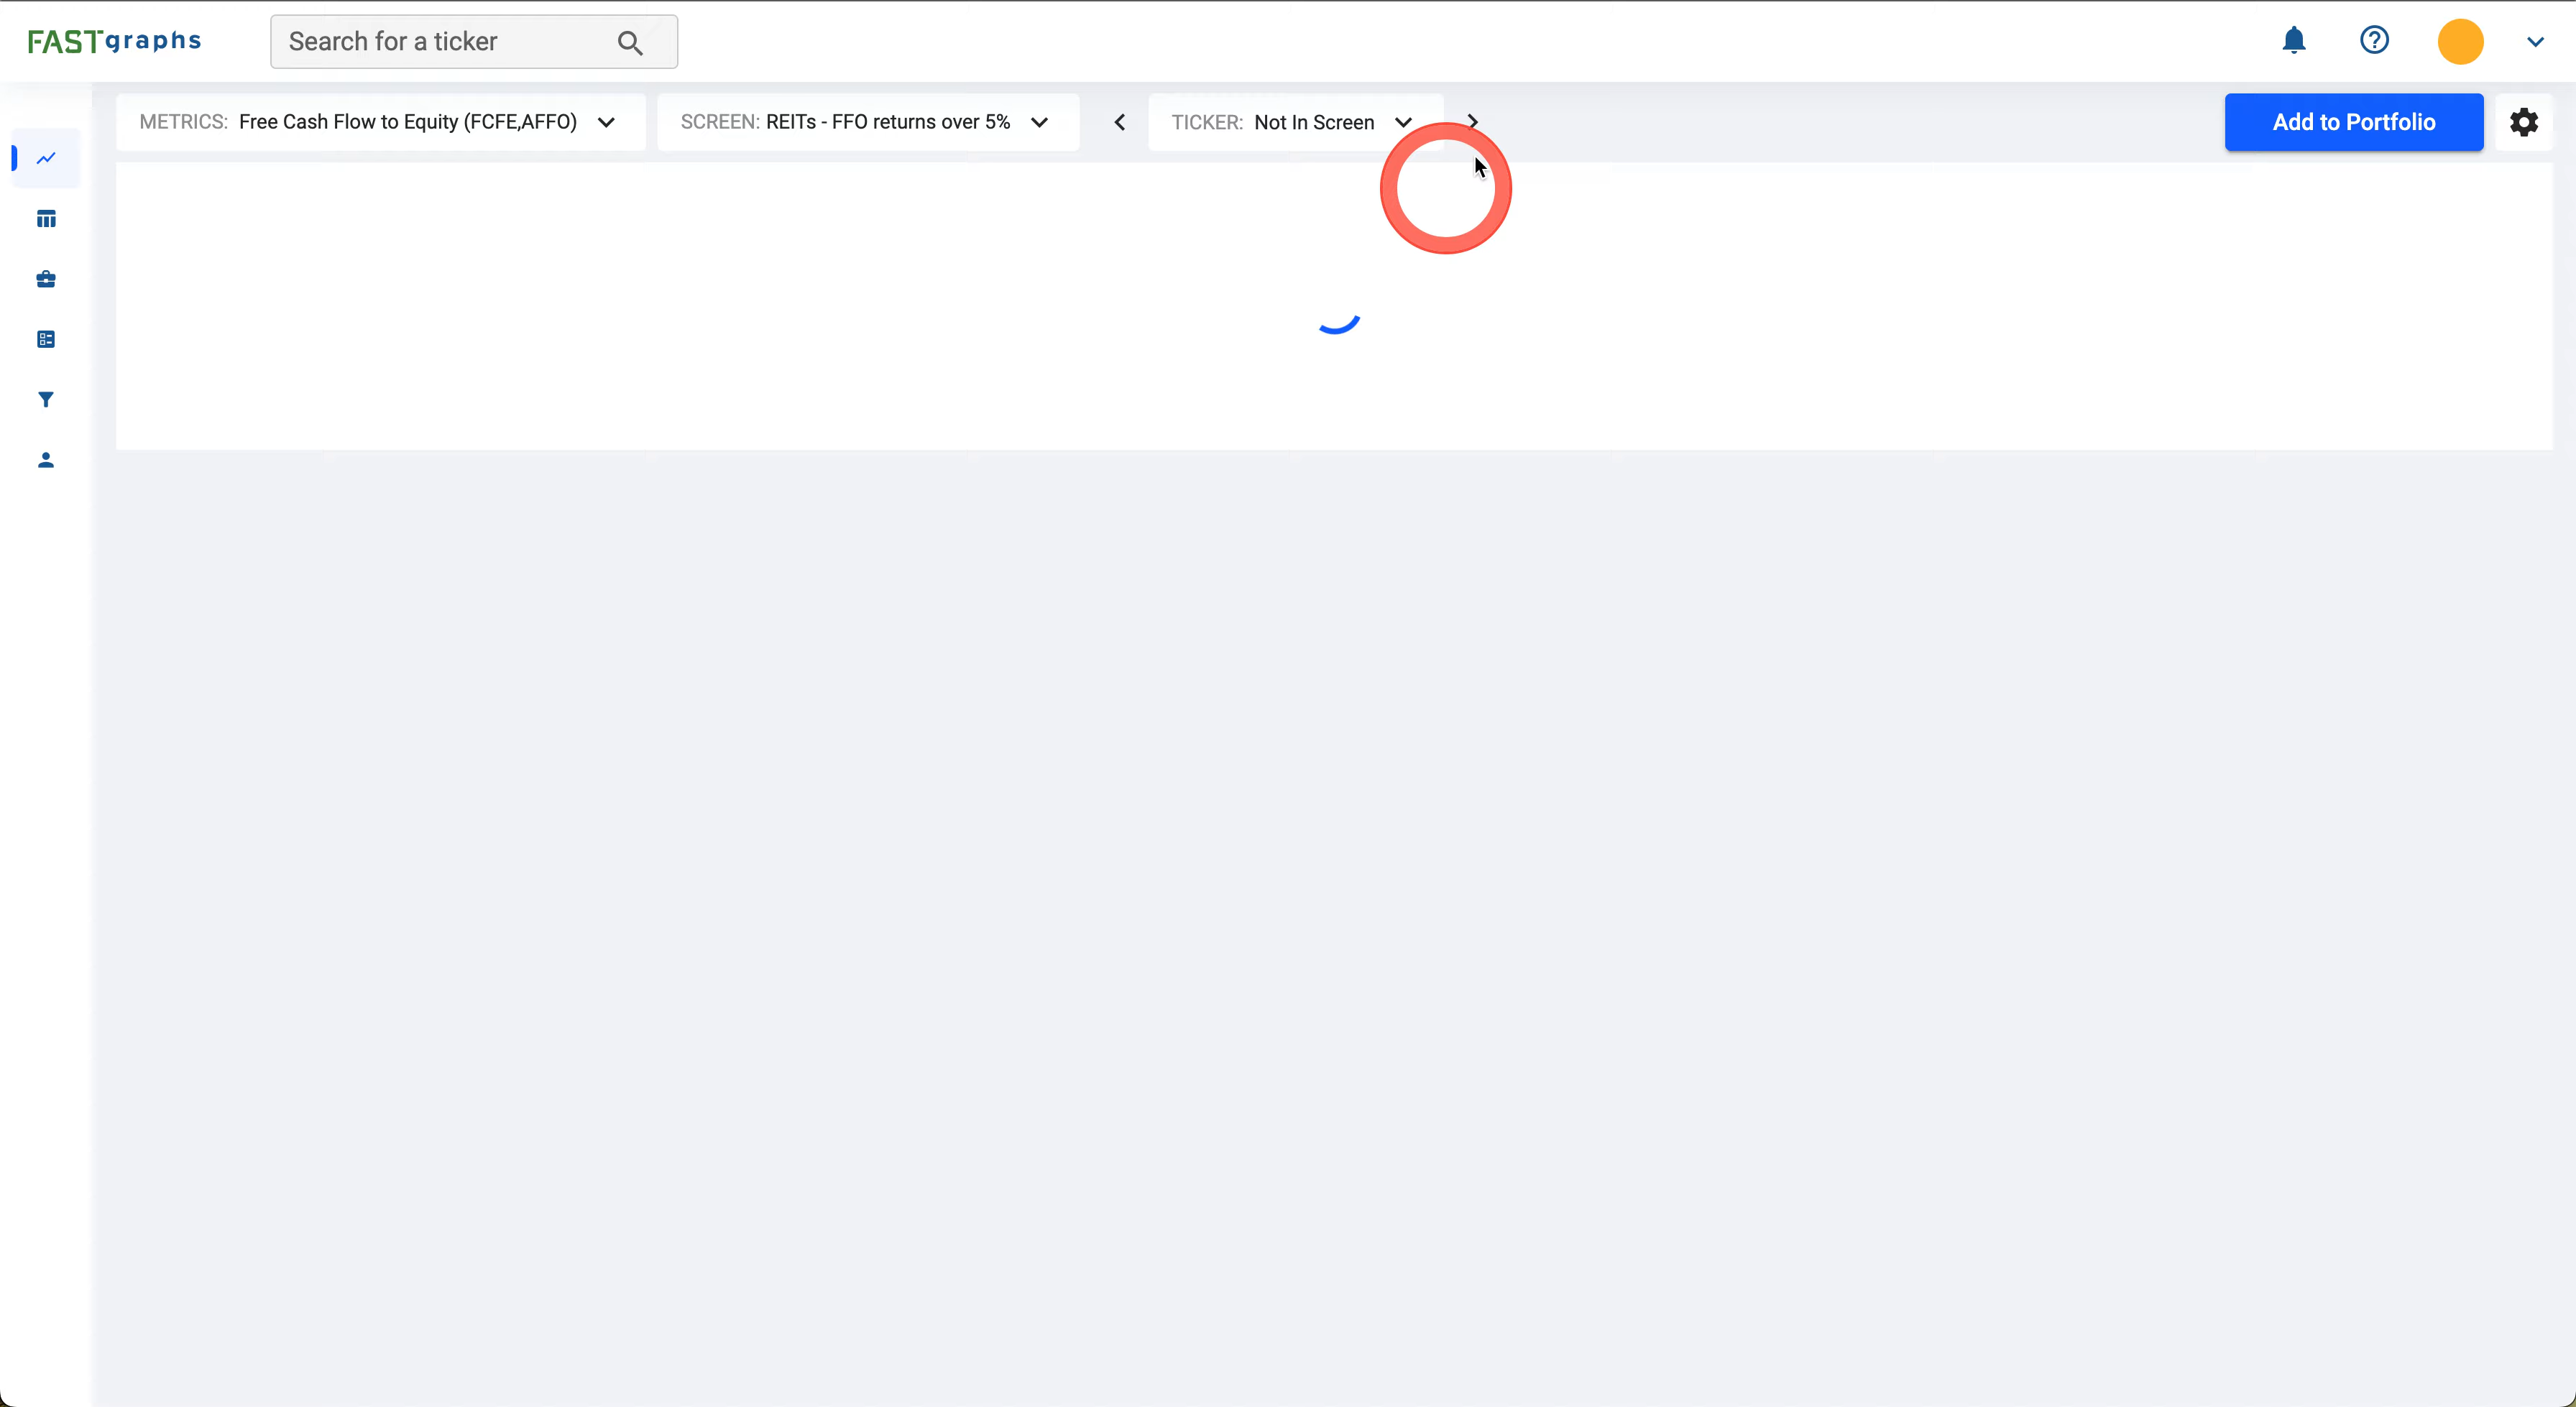 FASTgraphs
Search for a ticker
METRICS: Free Cash Flow to Equity (FCFE,AFFO)
SCREEN: REITs - FFO returns over 5%
TICKER: Not In Screen
Add to Portfolio